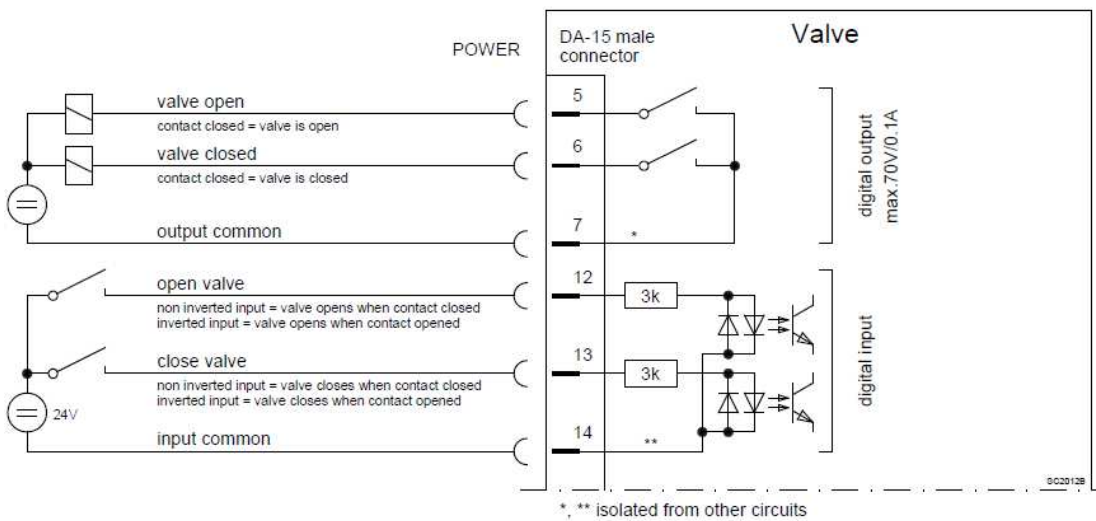 Valve
DA-15 male
connector
POWER
5
valve open
contact closed = valve is open
6
valve closed
contact closed = valve is closed
digital output
max.70V/0.1A
7
output common
*
12
open valve
non inverted input = valve opens when contact closed
inverted input = valve opens when contact opened
3k
13
close valve
non inverted input = valve closes when contact closed
inverted input = valve closes when contact opened
3k
digital input
24V
14
input common
**
SC2012B
*, ** isolated from other circuits